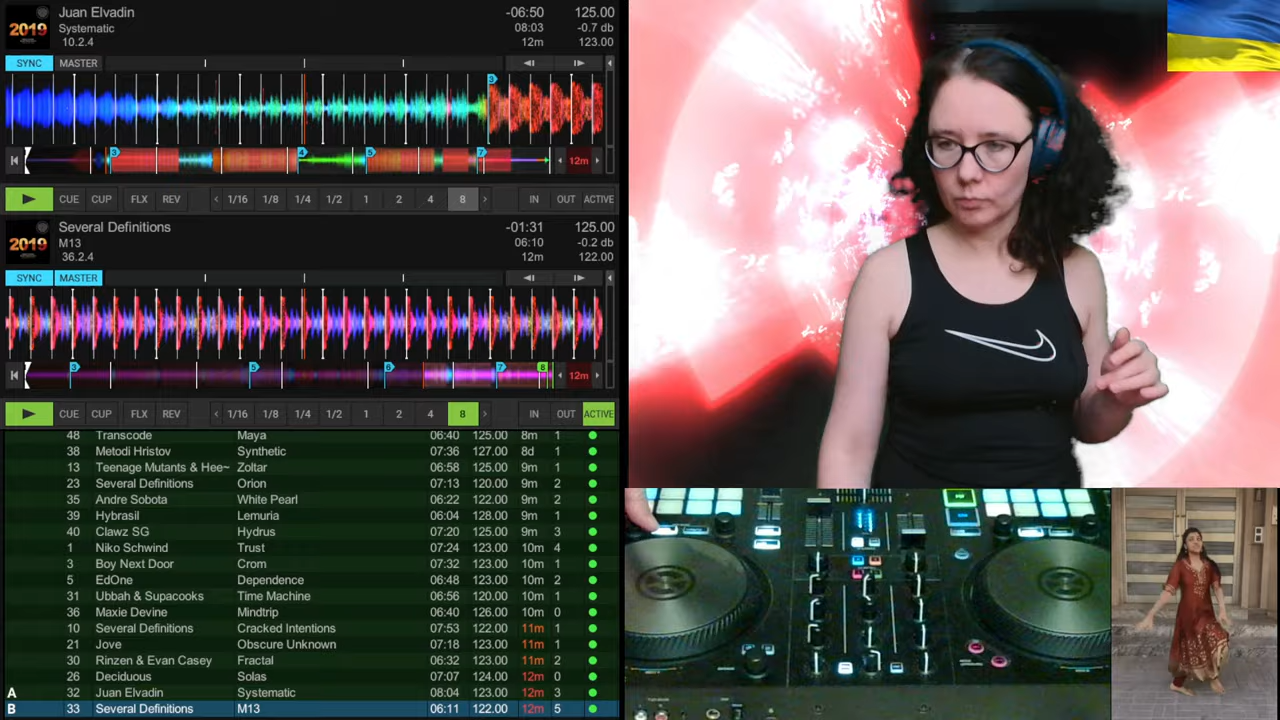 2019 Juan Elvadin -06:50 125.00
Systematic 08:03 -0.7 db
10.2.4 12m 123.00
SYNC MASTER
3
3 4 5 7 12m
CUE CUP FLX REV 1/16 1/8 1/4 1/2 1 2 4 8 IN OUT ACTIVE
2019 Several Definitions -01:31 125.00
M13 06:10 -0.2 db
36.2.4 12m 122.00
SYNC MASTER
3 5 6 7 8 12m
CUE CUP FLX REV 1/16 1/8 1/4 1/2 1 2 4 8 IN OUT ACTIVE
48 Transcode Maya 06:40 125.00 8m 1
38 Metodi Hristov Synthetic 07:36 127.00 8d 1
13 Teenage Mutants & Hee~ Zoltar 06:58 125.00 9m 1
23 Several Definitions Orion 07:13 120.00 9m 2
35 Andre Sobota White Pearl 06:22 122.00 9m 2
39 Hybrasil Lemuria 06:04 128.00 9m 1
40 Clawz SG Hydrus 07:20 125.00 9m 3
1 Niko Schwind Trust 07:24 123.00 10m 4
3 Boy Next Door Crom 07:32 123.00 10m 1
5 EdOne Dependence 06:48 123.00 10m 2
31 Ubbah & Supacooks Time Machine 06:56 120.00 10m 1
36 Maxie Devine Mindtrip 06:40 126.00 10m 0
10 Several Definitions Cracked Intentions 07:53 122.00 11m 1
21 Jove Obscure Unknown 07:18 123.00 11m 1
30 Rinzen & Evan Casey Fractal 06:32 123.00 11m 2
26 Deciduous Solas 07:07 124.00 12m 0
A 32 Juan Elvadin Systematic 08:04 123.00 12m 3
B 33 Several Definitions M13 06:11 122.00 12m 5